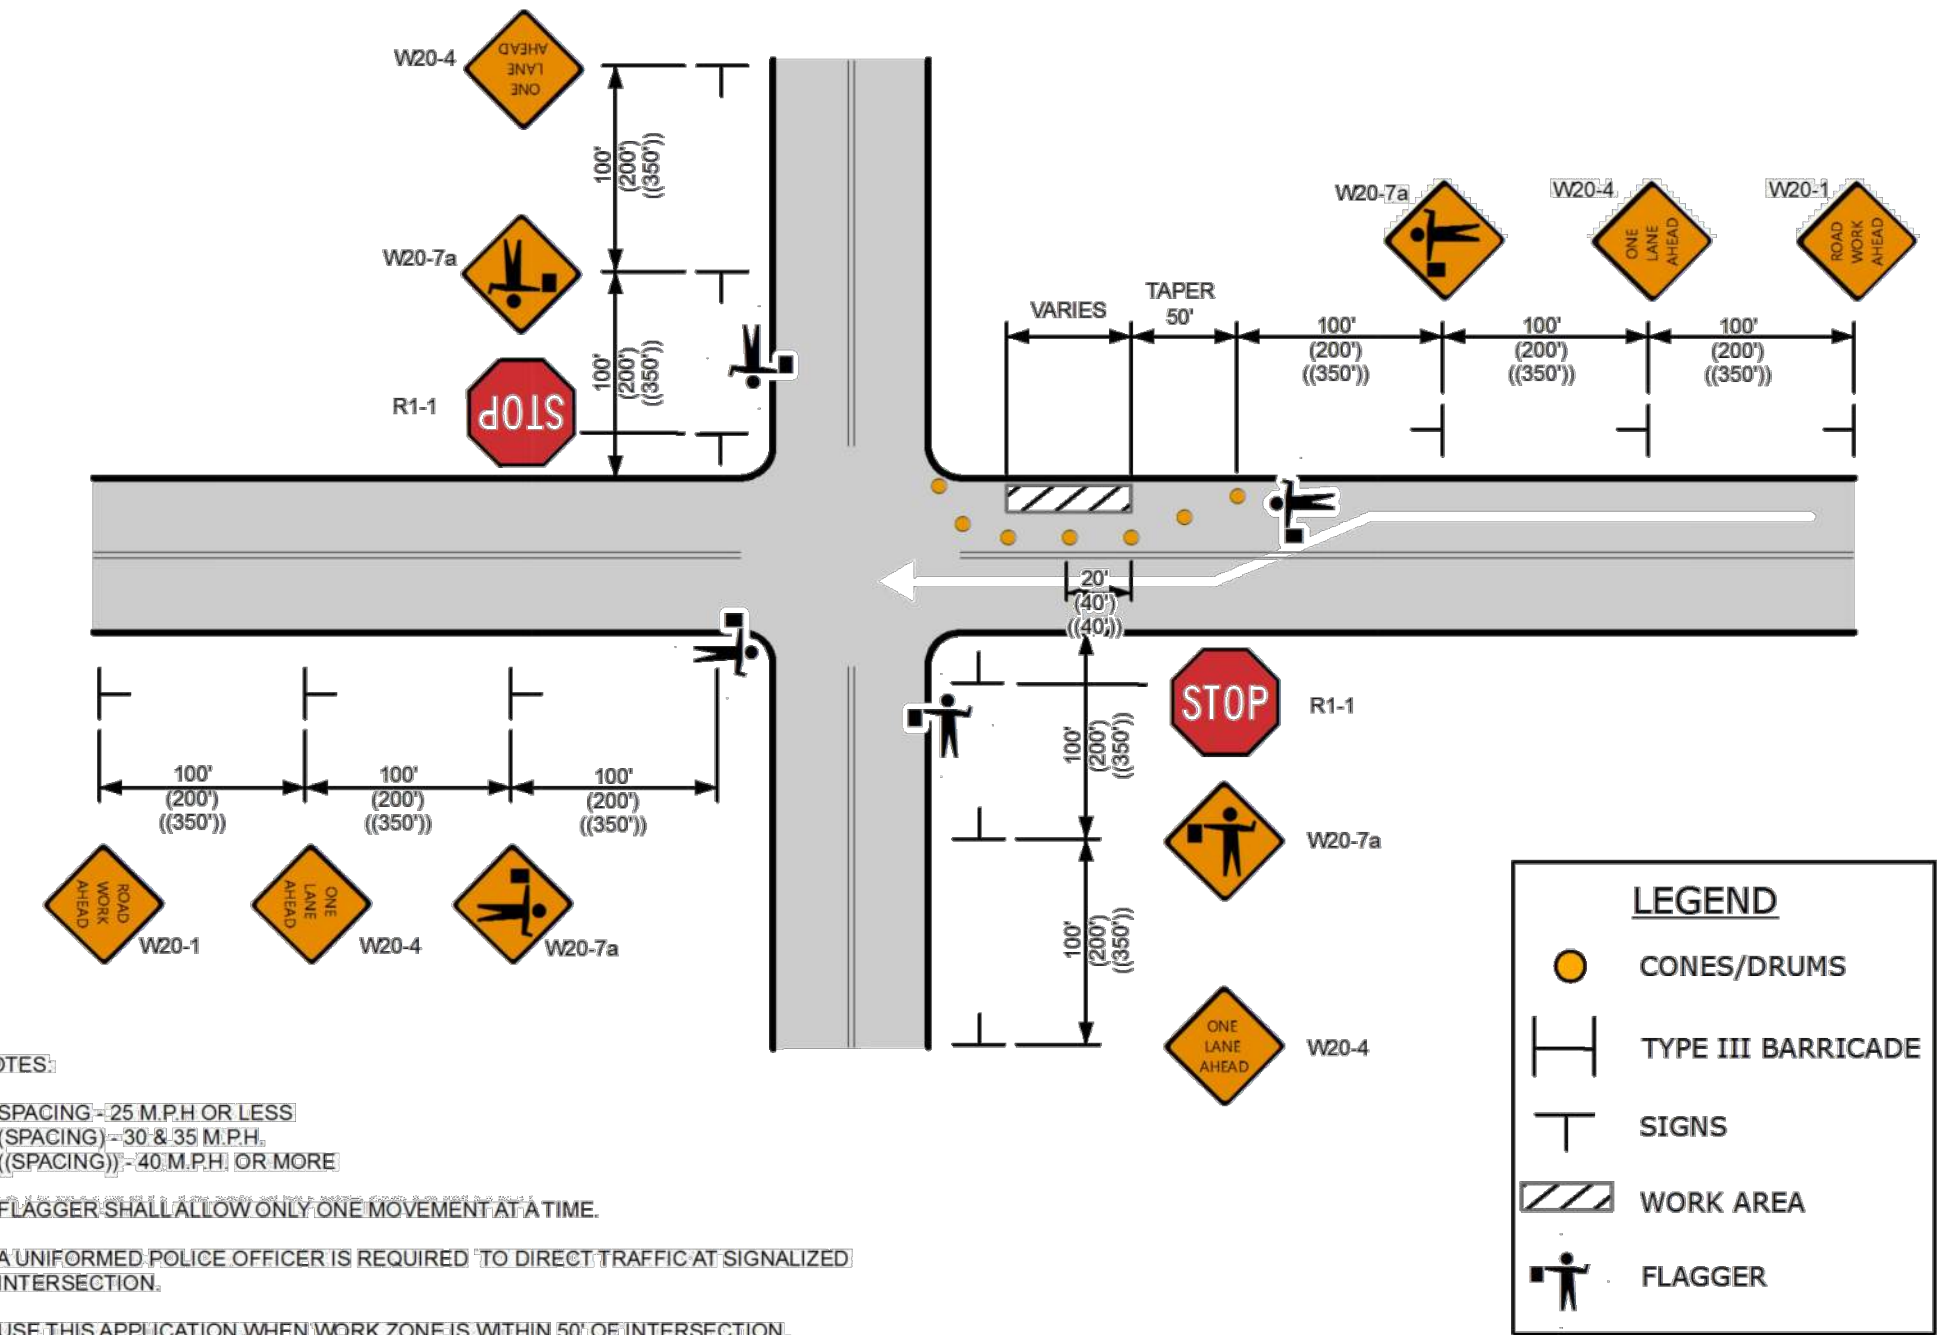 W20-4
ONE
LANE
AHEAD
100'
(200')
((350'))
W20-7a
100'
(200')
((350'))
R1-1
STOP
W20-7a
W20-4
ONE
LANE
AHEAD
W20-1
ROAD
WORK
AHEAD
VARIES
TAPER
50'
100'
(200')
((350'))
100'
(200')
((350'))
100'
(200')
((350'))
20'
(40')
((40'))
100'
(200')
((350'))
100'
(200')
((350'))
100'
(200')
((350'))
ROAD
WORK
AHEAD
W20-1
ONE
LANE
AHEAD
W20-4
W20-7a
STOP
R1-1
100'
(200')
((350'))
W20-7a
100'
(200')
((350'))
ONE
LANE
AHEAD
W20-4
LEGEND
CONES/DRUMS
TYPE III BARRICADE
SIGNS
WORK AREA
FLAGGER
OTES:
SPACING - 25 M.P.H OR LESS
(SPACING) - 30 & 35 M.P.H.
((SPACING)) - 40 M.P.H. OR MORE
FLAGGER SHALL ALLOW ONLY ONE MOVEMENT AT A TIME.
A UNIFORMED POLICE OFFICER IS REQUIRED TO DIRECT TRAFFIC AT SIGNALIZED
INTERSECTION.
USE THIS APPLICATION WHEN WORK ZONE IS WITHIN 50' OF INTERSECTION.